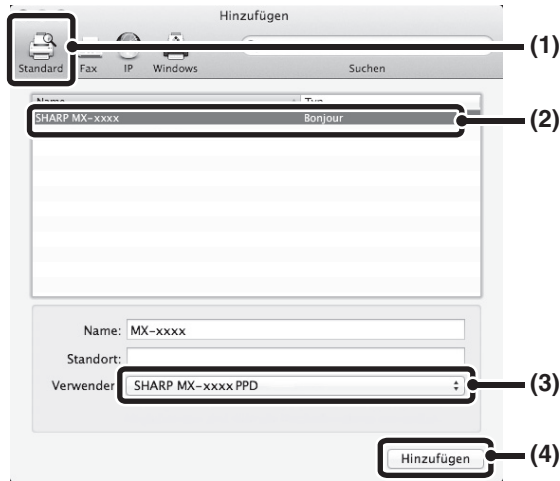 Hinzufügen
(1)
Standard Fax IP Windows Suchen
Name Typ
SHARP MX-xxxx Bonjour (2)
Name: MX-xxxx
Standort:
Verwender SHARP MX-xxxx PPD (3)
Hinzufügen (4)